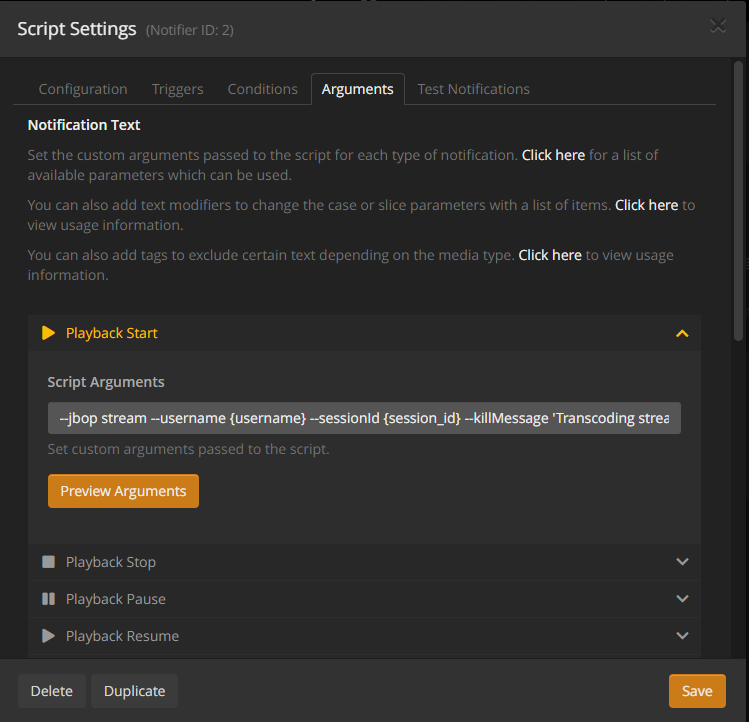 Script Settings (Notifier ID: 2)
Configuration Triggers Conditions Arguments Test Notifications
Notification Text
Set the custom arguments passed to the script for each type of notification. Click here for a list of
available parameters which can be used.
You can also add text modifiers to change the case or slice parameters with a list of items. Click here to
view usage information.
You can also add tags to exclude certain text depending on the media type. Click here to view usage
information.
Playback Start
Script Arguments
--jbop stream --username {username} --sessionId {session_id} --killMessage 'Transcoding strea
Set custom arguments passed to the script.
Preview Arguments
Playback Stop
Playback Pause
Playback Resume
Delete Duplicate Save